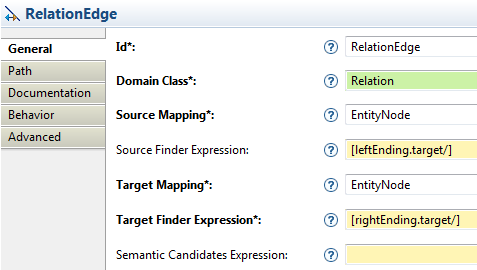 RelationEdge
General
Path
Documentation
Behavior
Advanced
Id*: ? RelationEdge
Domain Class*: ? Relation
Source Mapping*: ? EntityNode
Source Finder Expression: ? [leftEnding.target/]
Target Mapping*: ? EntityNode
Target Finder Expression*: ? [rightEnding.target/]
Semantic Candidates Expression: ?